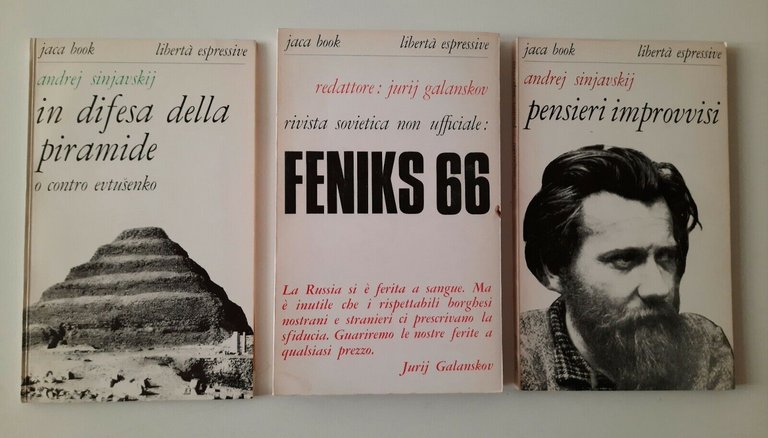 jaca book libertà espressive
andrej sinjavskij
in difesa della
piramide
o contro evtušenko
jaca book libertà espressive
redattore: jurij galanskov
rivista sovietica non ufficiale:
FENIKS 66
La Russia si è ferita a sangue. Ma
è inutile che i rispettabili borghesi
nostrani e stranieri ci prescrivano la
sfiducia. Guariremo le nostre ferite a
qualsiasi prezzo.
Jurij Galanskov
jaca book libertà espressive
andrej sinjavskij
pensieri improvvisi